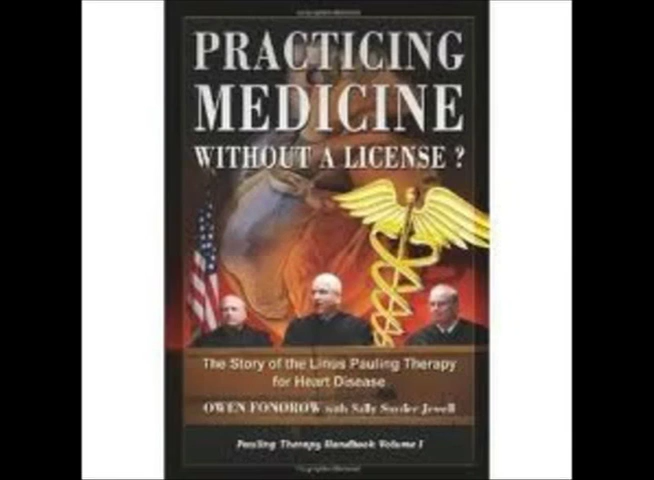 PRACTICING
MEDICINE
WITHOUT A LICENSE ?
The Story of the Linus Pauling Therapy
for Heart Disease
OWEN FONOROW with Sally Snyder Jewell
Pauling Therapy Handbook Volume I